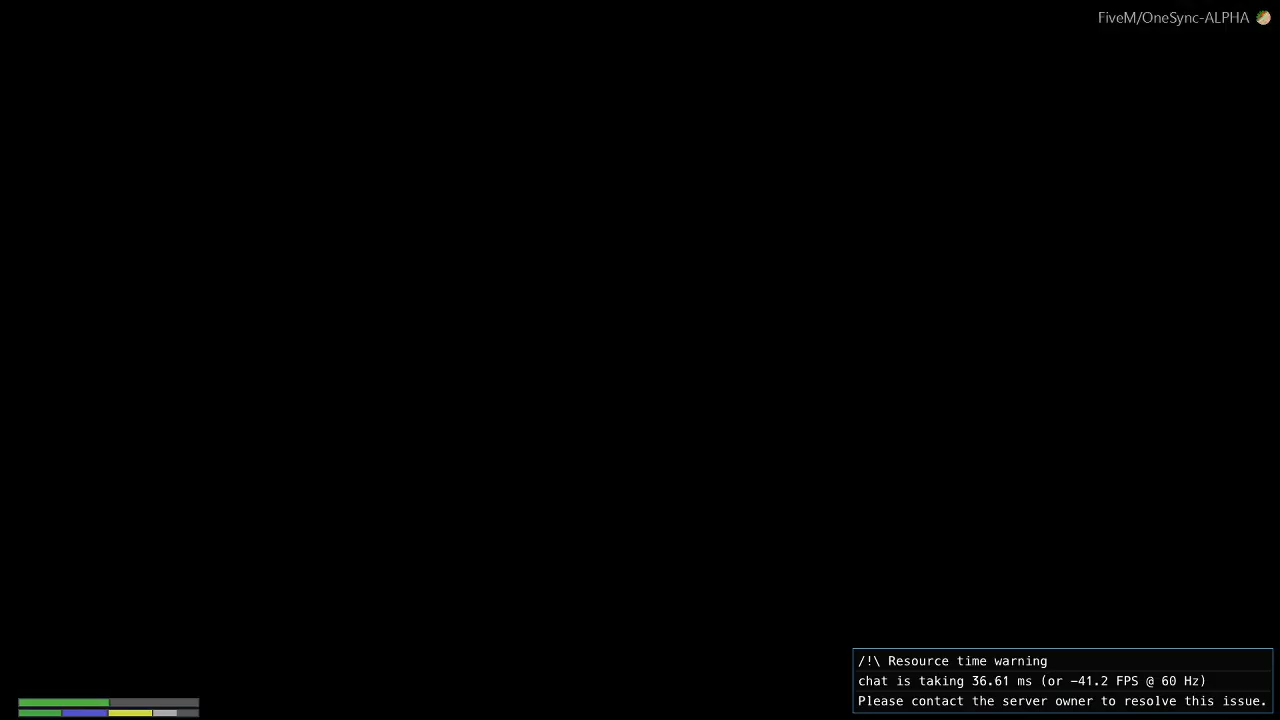 FiveM/OneSync-ALPHA
/!\ Resource time warning
chat is taking 36.61 ms (or -41.2 FPS @ 60 Hz)
Please contact the server owner to resolve this issue.